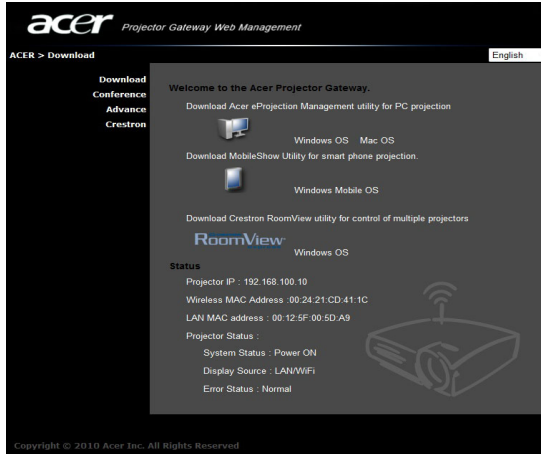 acer Projector Gateway Web Management
ACER > Download English
Download
Conference
Advance
Crestron
Welcome to the Acer Projector Gateway.
Download Acer eProjection Management utility for PC projection
Windows OS Mac OS
Download MobileShow Utility for smart phone projection.
Windows Mobile OS
Download Crestron RoomView utility for control of multiple projectors
RoomView
Windows OS
Status
Projector IP : 192.168.100.10
Wireless MAC Address :00:24:21:CD:41:1C
LAN MAC address : 00:12:5F:00:5D:A9
Projector Status :
System Status : Power ON
Display Source : LAN/WiFi
Error Status : Normal
Copyright © 2010 Acer Inc. All Rights Reserved